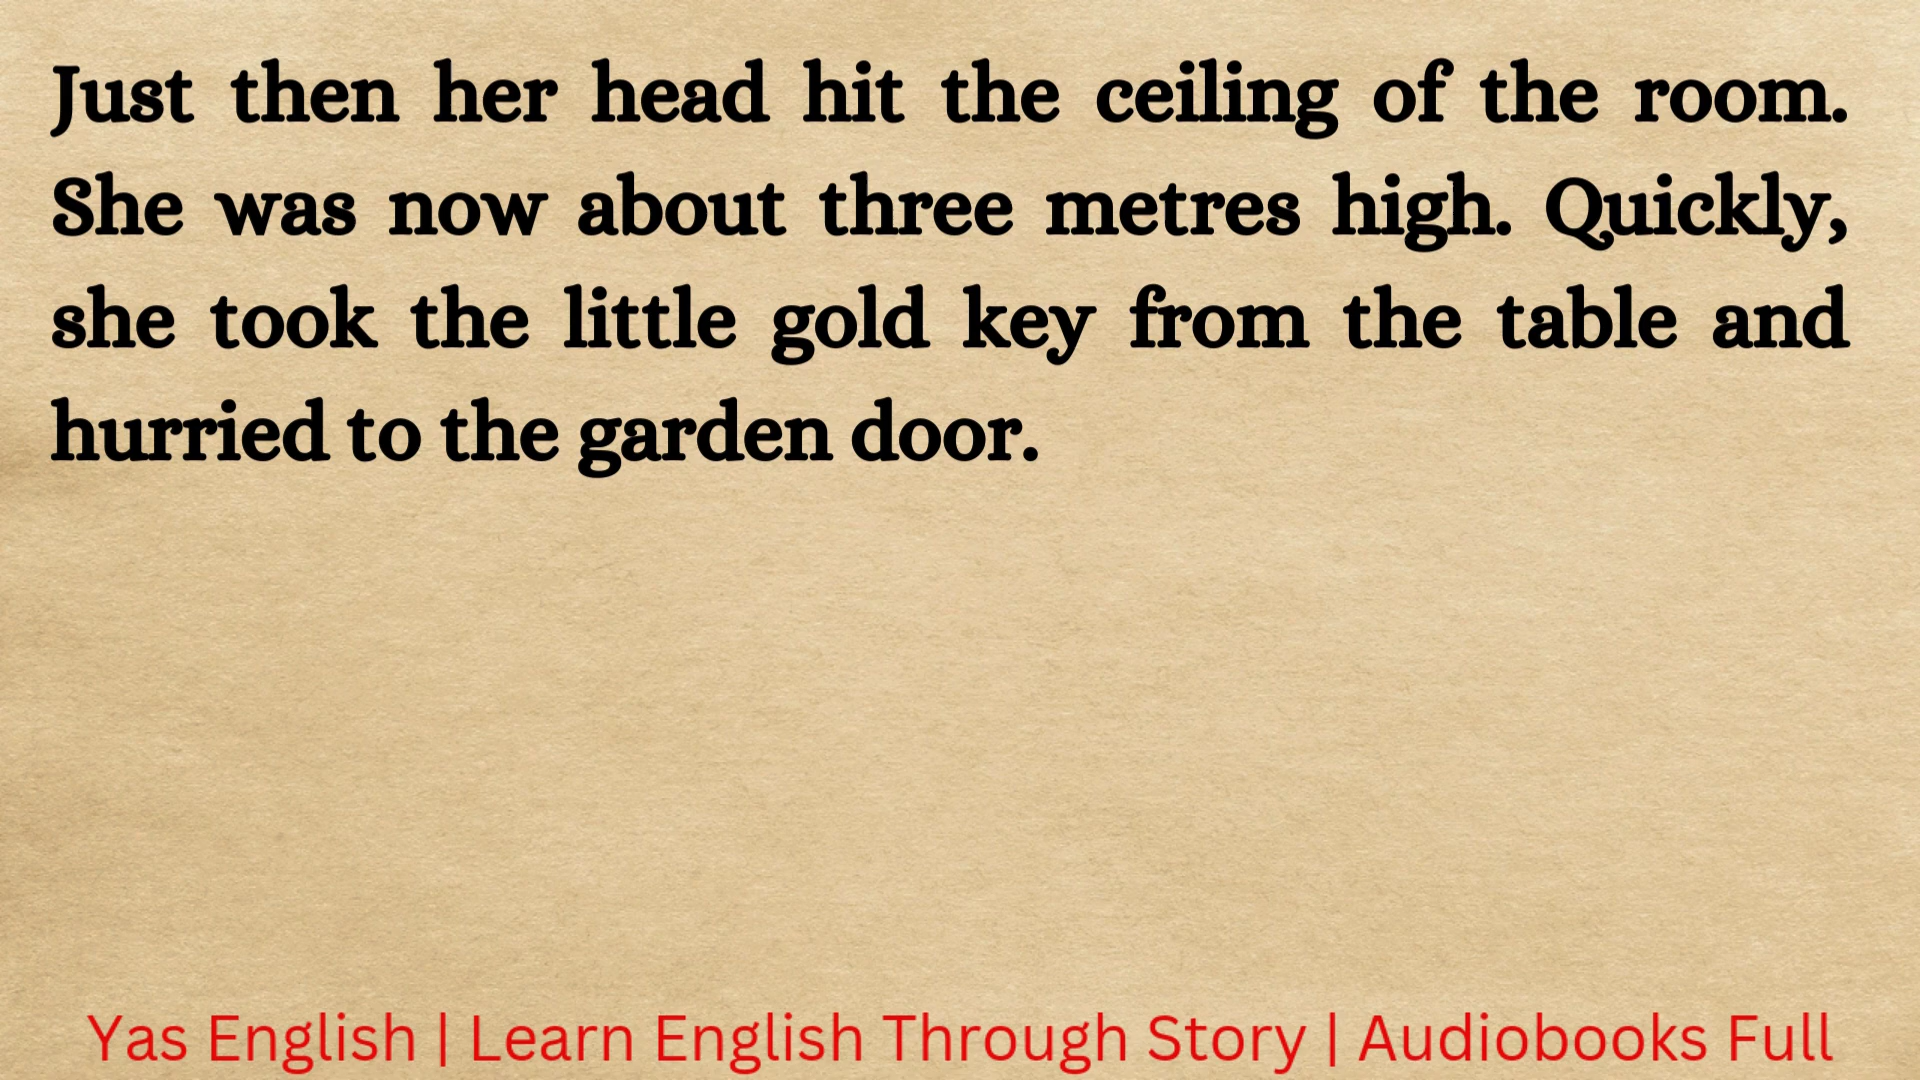 Just then her head hit the ceiling of the room.
She was now about three metres high. Quickly,
she took the little gold key from the table and
hurried to the garden door.
Yas English | Learn English Through Story | Audiobooks Full